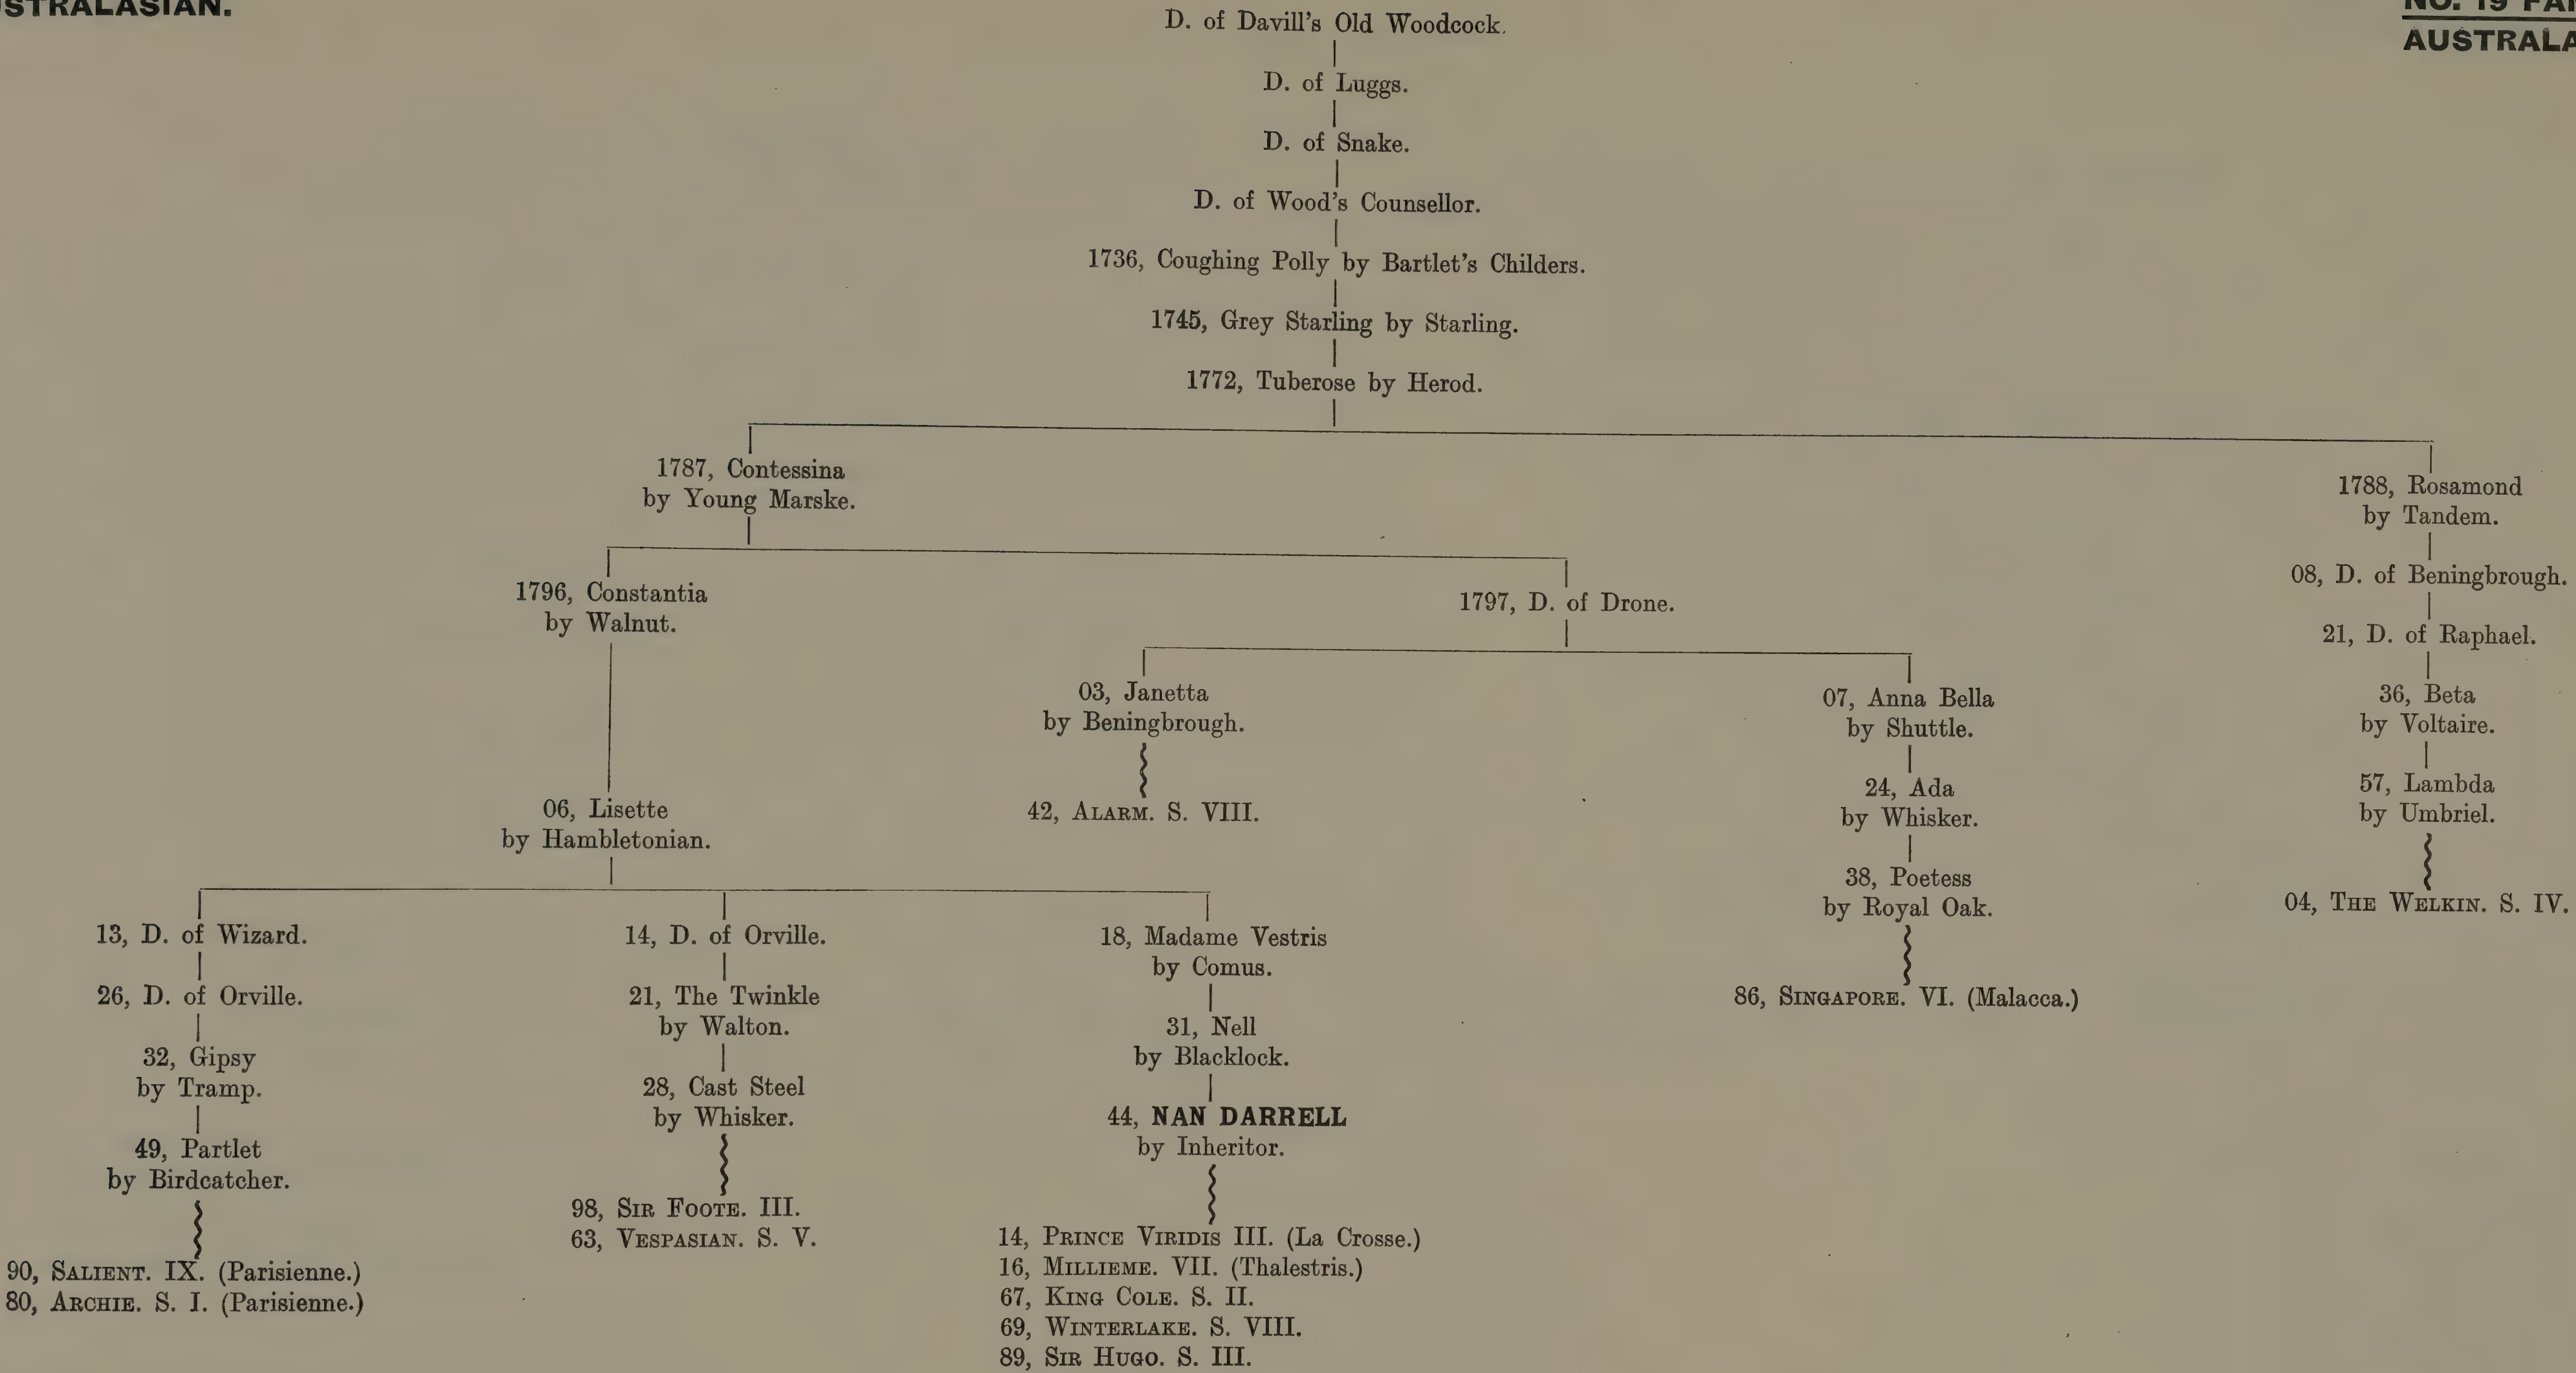 STRALASIAN.
NO. 19 FAM
AUSTRALA
D. of Davill's Old Woodcock.
D. of Luggs.
D. of Snake.
D. of Wood's Counsellor.
1736, Coughing Polly by Bartlet's Childers.
1745, Grey Starling by Starling.
1772, Tuberose by Herod.
1787, Contessina
by Young Marske.
1788, Rosamond
by Tandem.
08, D. of Beningbrough.
21, D. of Raphael.
36, Beta
by Voltaire.
57, Lambda
by Umbriel.
04, THE WELKIN. S. IV.
1796, Constantia
by Walnut.
1797, D. of Drone.
03, Janetta
by Beningbrough.
42, ALARM. S. VIII.
07, Anna Bella
by Shuttle.
24, Ada
by Whisker.
38, Poetess
by Royal Oak.
86, SINGAPORE. VI. (Malacca.)
06, Lisette
by Hambletonian.
13, D. of Wizard.
26, D. of Orville.
32, Gipsy
by Tramp.
49, Partlet
by Birdcatcher.
90, SALIENT. IX. (Parisienne.)
80, ARCHIE. S. I. (Parisienne.)
14, D. of Orville.
21, The Twinkle
by Walton.
28, Cast Steel
by Whisker.
98, SIR FOOTE. III.
63, VESPASIAN. S. V.
18, Madame Vestris
by Comus.
31, Nell
by Blacklock.
44, NAN DARRELL
by Inheritor.
14, PRINCE VIRIDIS III. (La Crosse.)
16, MILLIEME. VII. (Thalestris.)
67, KING COLE. S. II.
69, WINTERLAKE. S. VIII.
89, SIR HUGO. S. III.